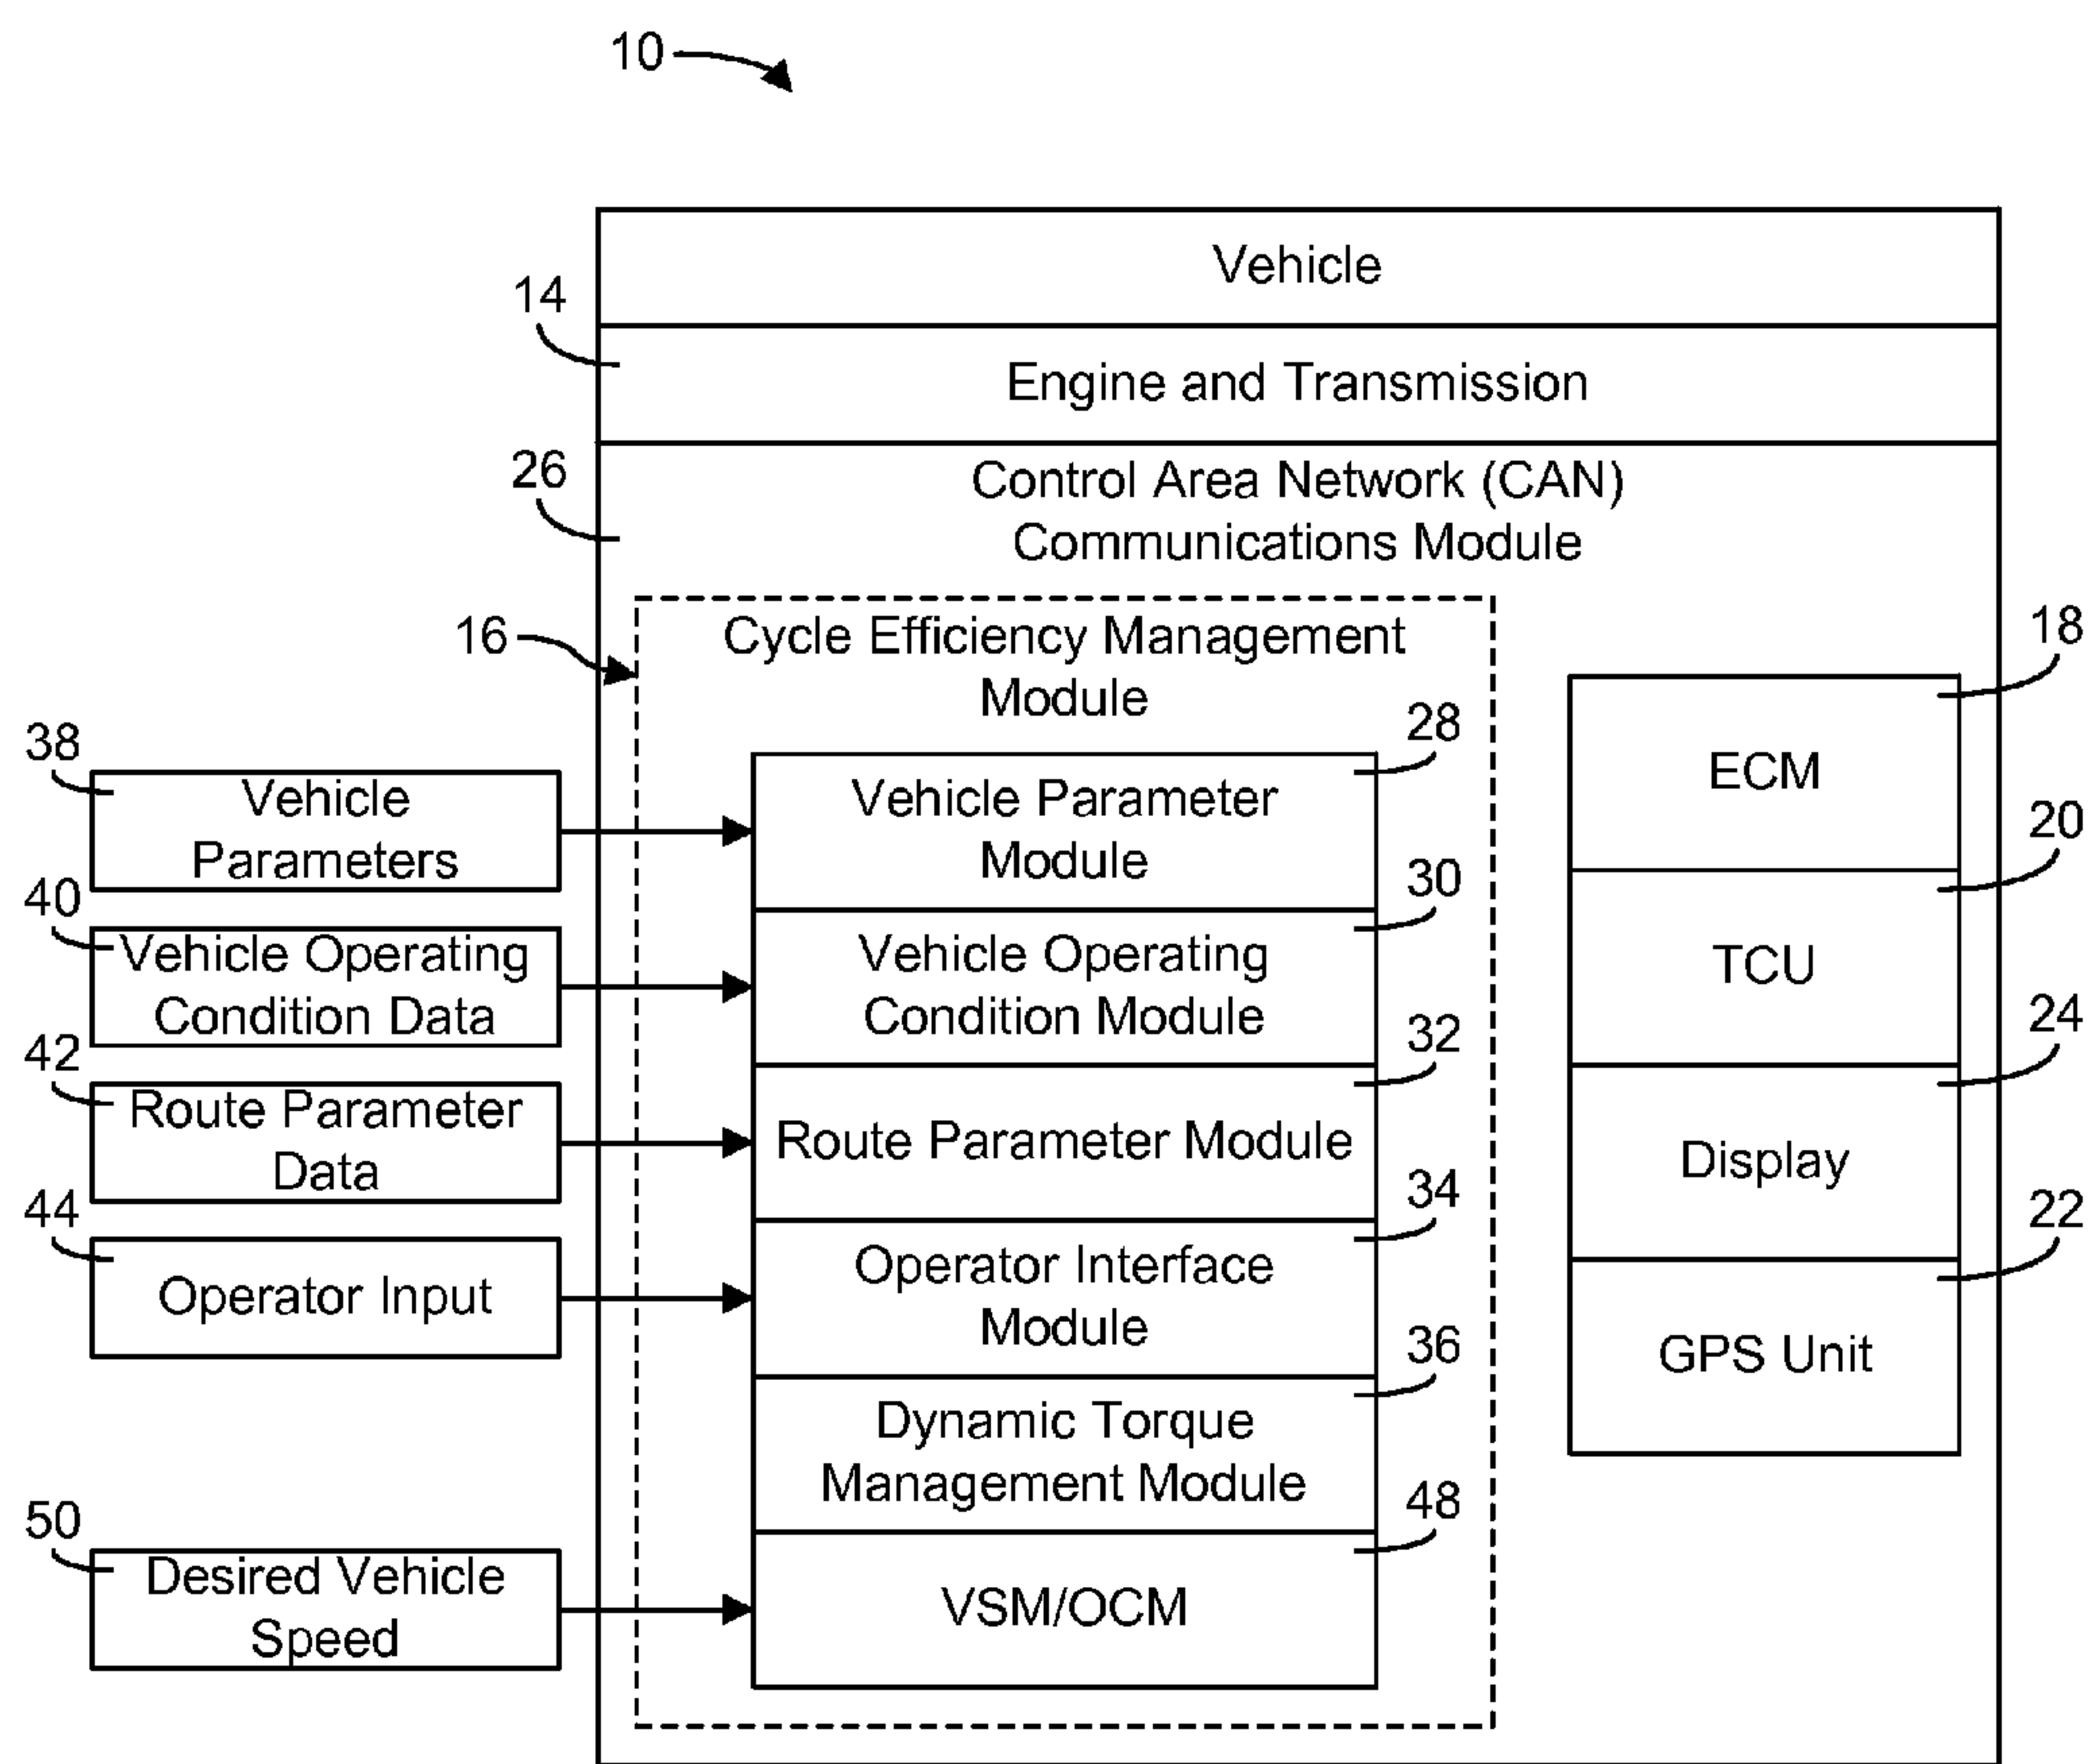 10
Vehicle
14
Engine and Transmission
26
Control Area Network (CAN)
Communications Module
16
Cycle Efficiency Management
Module
18
38
Vehicle
Parameters
28
Vehicle Parameter
Module
ECM
40
Vehicle Operating
Condition Data
30
Vehicle Operating
Condition Module
20
TCU
42
Route Parameter
Data
32
Route Parameter Module
24
Display
44
Operator Input
34
Operator Interface
Module
22
GPS Unit
36
Dynamic Torque
Management Module
50
Desired Vehicle
Speed
48
VSM/OCM